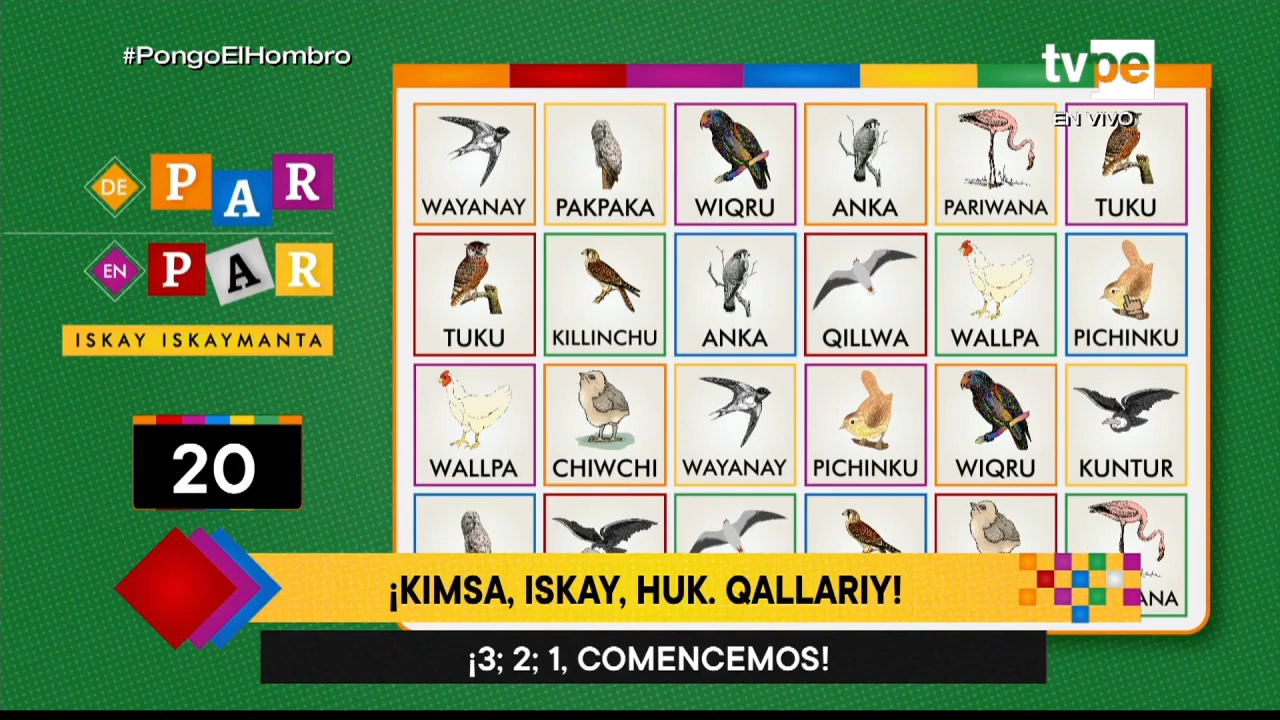 #PongoElHombro
tvpe
EN VIVO
DE PAR
EN PAR
ISKAY ISKAYMANTA
20
WAYANAY PAKPAKA WIQRU ANKA PARIWANA TUKU
TUKU KILLINCHU ANKA QILLWA WALLPA PICHINKU
WALLPA CHIWCHI WAYANAY PICHINKU WIQRU KUNTUR
¡KIMSA, ISKAY, HUK. QALLARIY!
¡3; 2; 1, COMENCEMOS!